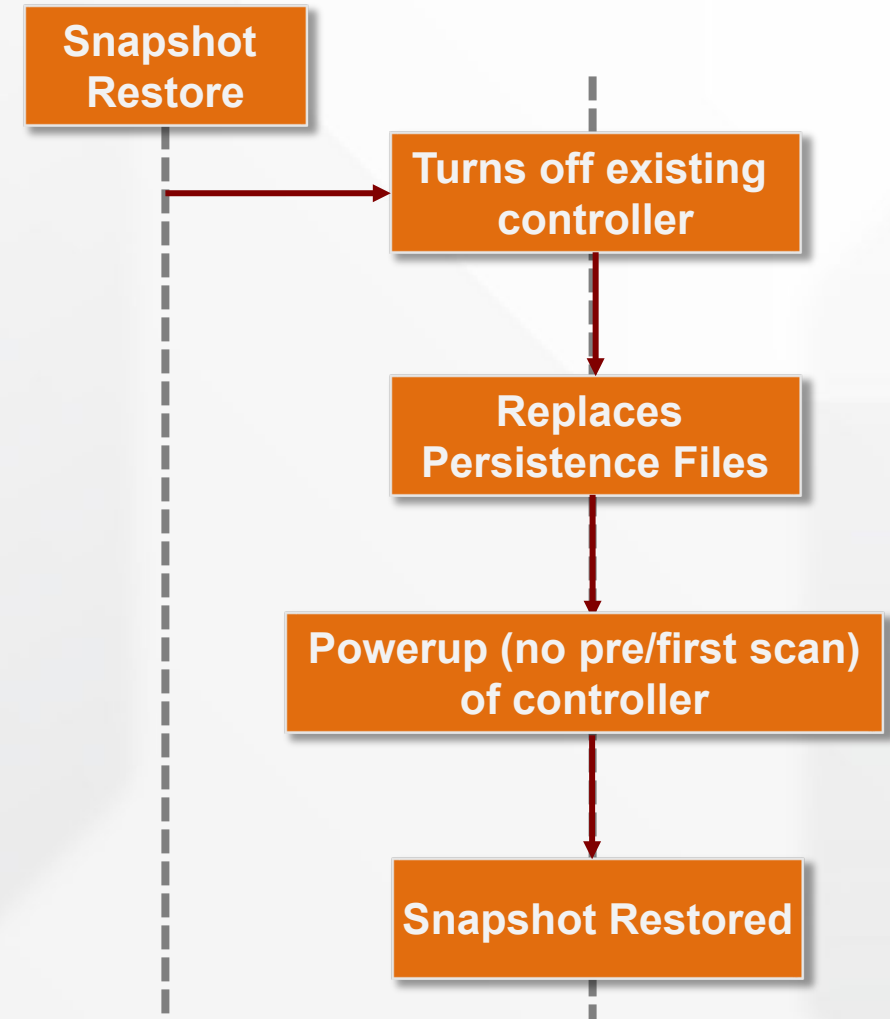 Snapshot
Restore
Turns off existing
controller
Replaces
Persistence Files
Powerup (no pre/first scan)
of controller
Snapshot Restored